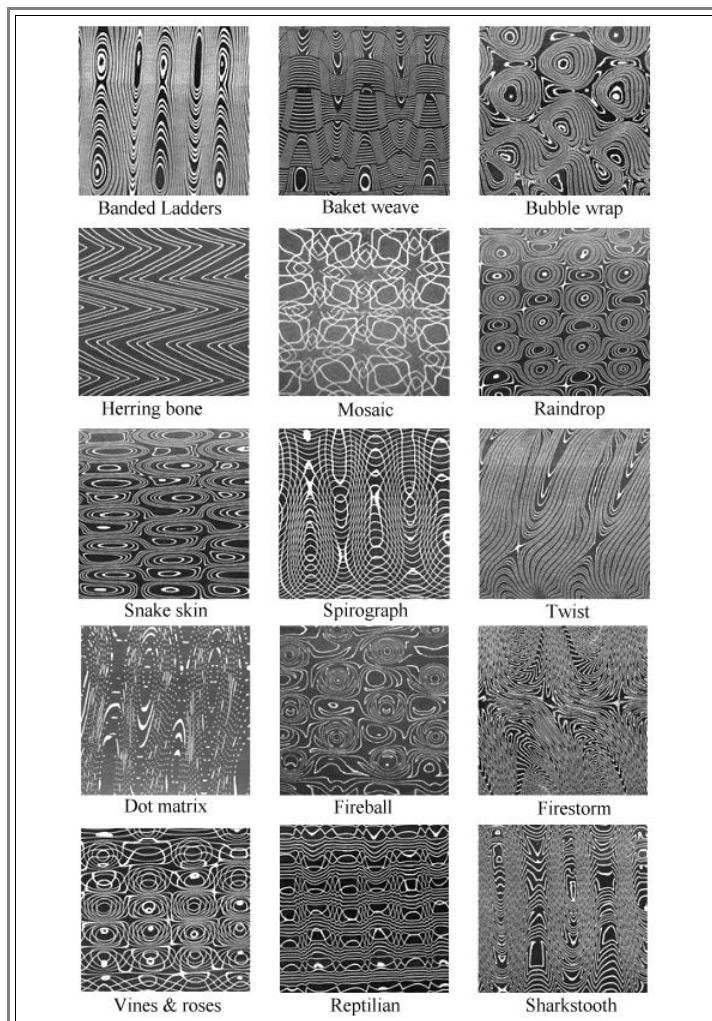 Banded Ladders
Baket weave
Bubble wrap
Herring bone
Mosaic
Raindrop
Snake skin
Spirograph
Twist
Dot matrix
Fireball
Firestorm
Vines & roses
Reptilian
Sharkstooth